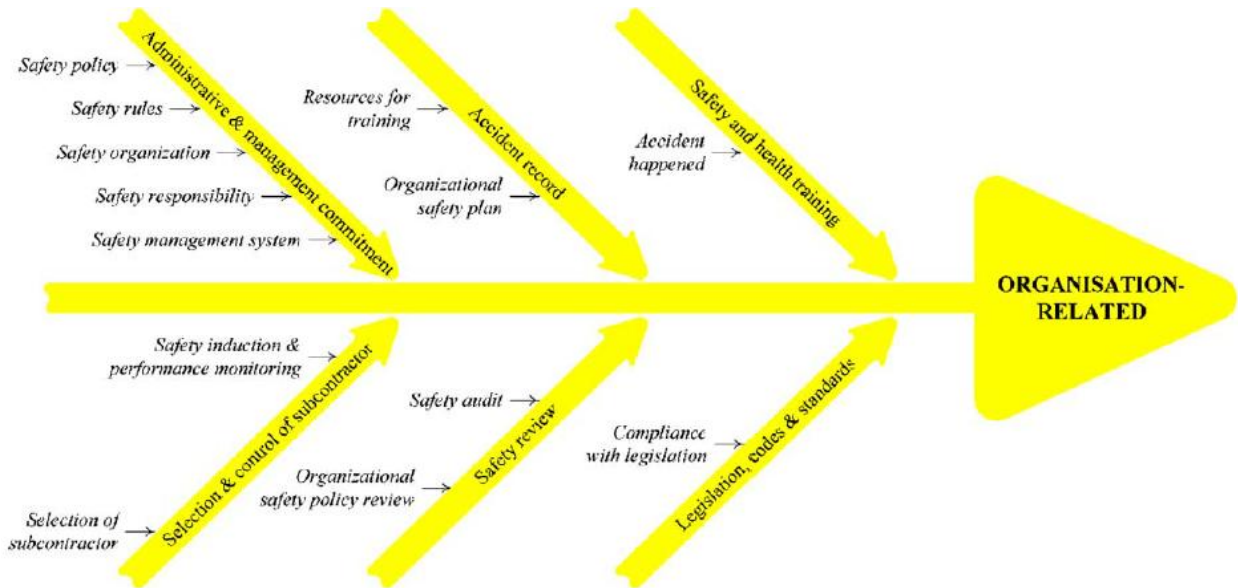 Administrative & management commitment
Safety policy
Safety rules
Safety organization
Safety responsibility
Safety management system
Accident record
Resources for
training
Organizational
safety plan
Safety and health training
Accident
happened
ORGANISATION-
RELATED
Selection & control of subcontractor
Safety induction &
performance monitoring
Selection of
subcontractor
Safety review
Safety audit
Organizational
safety policy review
Legislation, codes & standards
Compliance
with legislation